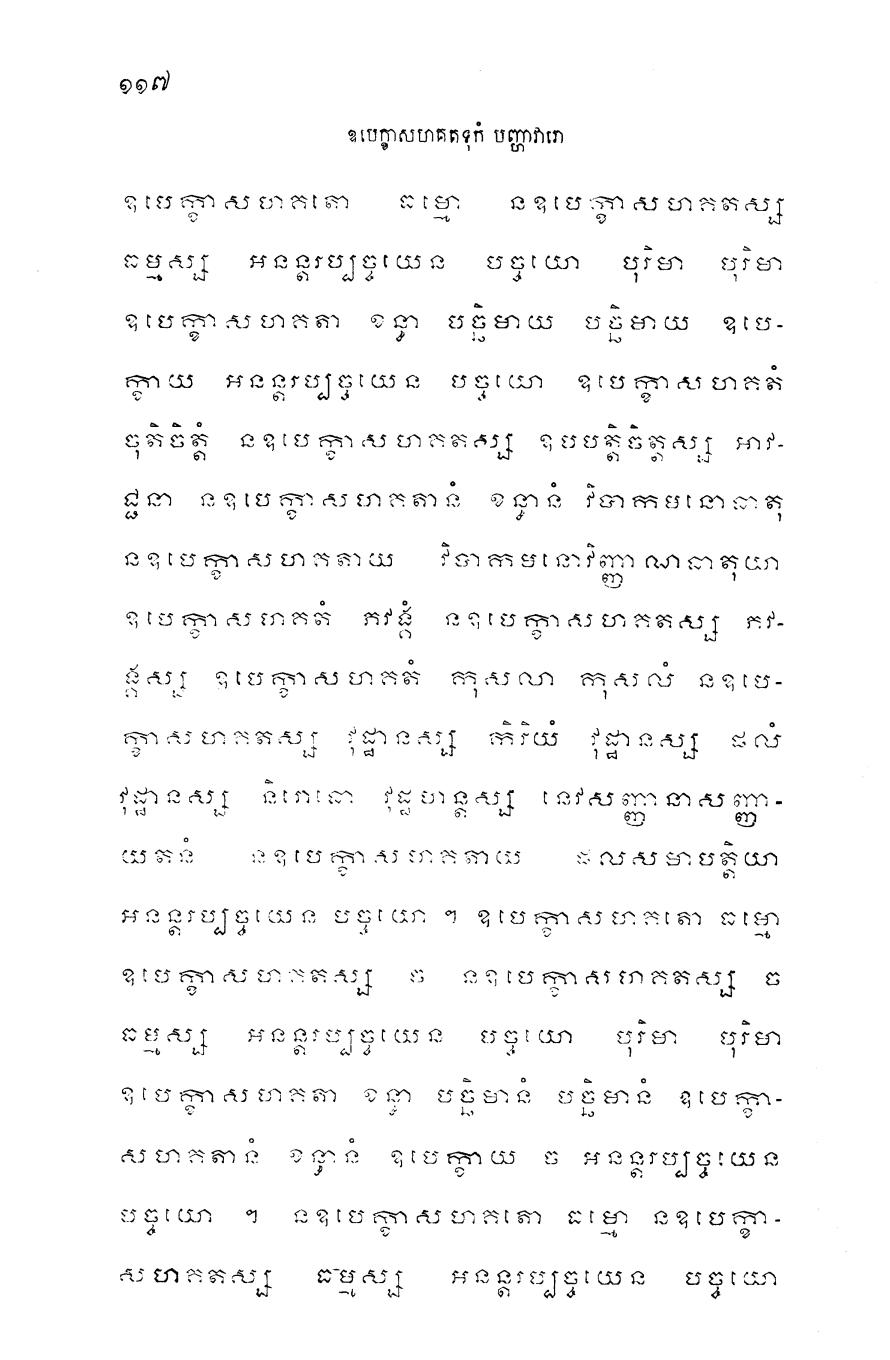 ១១៧
ឧបេក្ខាសហគតទុកំ បញ្ហាវារោ
ឧបេក្ខាសហគតោ ធម្មោ នឧបេក្ខាសហគតស្ស
ធម្មស្ស អនន្តរប្បច្ចយេន បច្ចយោ បុរិមា បុរិមា
ឧបេក្ខាសហគតា ខន្ធា បច្ឆិមាយ បច្ឆិមាយ ឧបេ-
ក្ខាយ អនន្តរប្បច្ចយេន បច្ចយោ ឧបេក្ខាសហគតំ
ចុតិចិត្តំ នឧបេក្ខាសហគតស្ស ឧបបត្តិចិត្តស្ស អាវ-
ជ្ជនា នឧបេក្ខាសហគតានំ ខន្ធានំ វិបាកមនោធាតុ
នឧបេក្ខាសហគតាយ វិបាកមនោវិញ្ញាណធាតុយា
ឧបេក្ខាសហគតំ ភវង្គំ នឧបេក្ខាសហគតស្ស ភវ-
ង្គស្ស ឧបេក្ខាសហគតំ កុសលា កុសលំ នឧបេ-
ក្ខាសហគតស្ស វុដ្ឋានស្ស កិរិយំ វុដ្ឋានស្ស ផលំ
វុដ្ឋានស្ស និរោធា វុដ្ឋហន្តស្ស នេវសញ្ញានាសញ្ញា-
យតនំ នឧបេក្ខាសហគតាយ ផលសមាបត្តិយា
អនន្តរប្បច្ចយេន បច្ចយោ ។ ឧបេក្ខាសហគតោ ធម្មោ
ឧបេក្ខាសហគតស្ស ច នឧបេក្ខាសហគតស្ស ច
ធម្មស្ស អនន្តរប្បច្ចយេន បច្ចយោ បុរិមា បុរិមា
ឧបេក្ខាសហគតា ខន្ធា បច្ឆិមានំ បច្ឆិមានំ ឧបេក្ខា-
សហគតានំ ខន្ធានំ ឧបេក្ខាយ ច អនន្តរប្បច្ចយេន
បច្ចយោ ។ នឧបេក្ខាសហគតោ ធម្មោ នឧបេក្ខា-
សហគតស្ស ធម្មស្ស អនន្តរប្បច្ចយេន បច្ចយោ